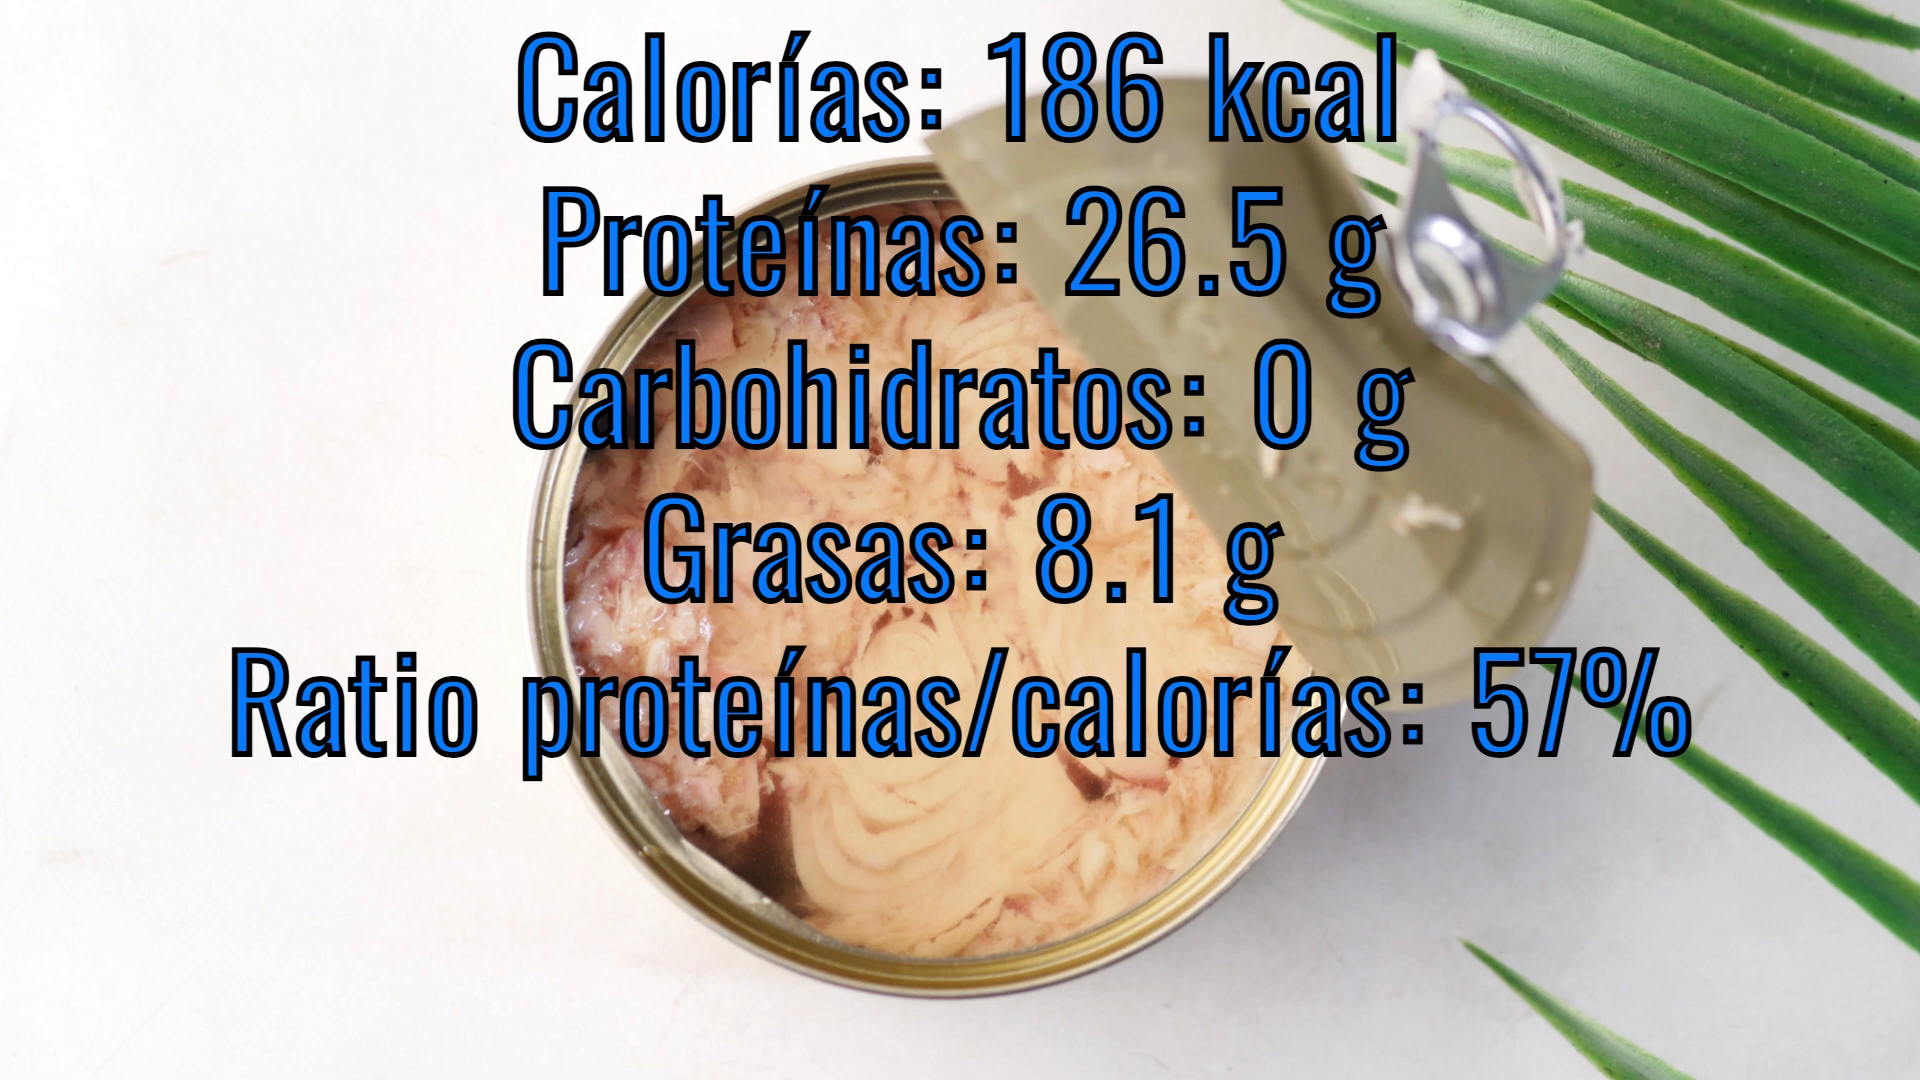 Calorías: 186 kcal
Proteínas: 26.5 g
Carbohidratos: 0 g
Grasas: 8.1 g
Ratio proteínas/calorías: 57%